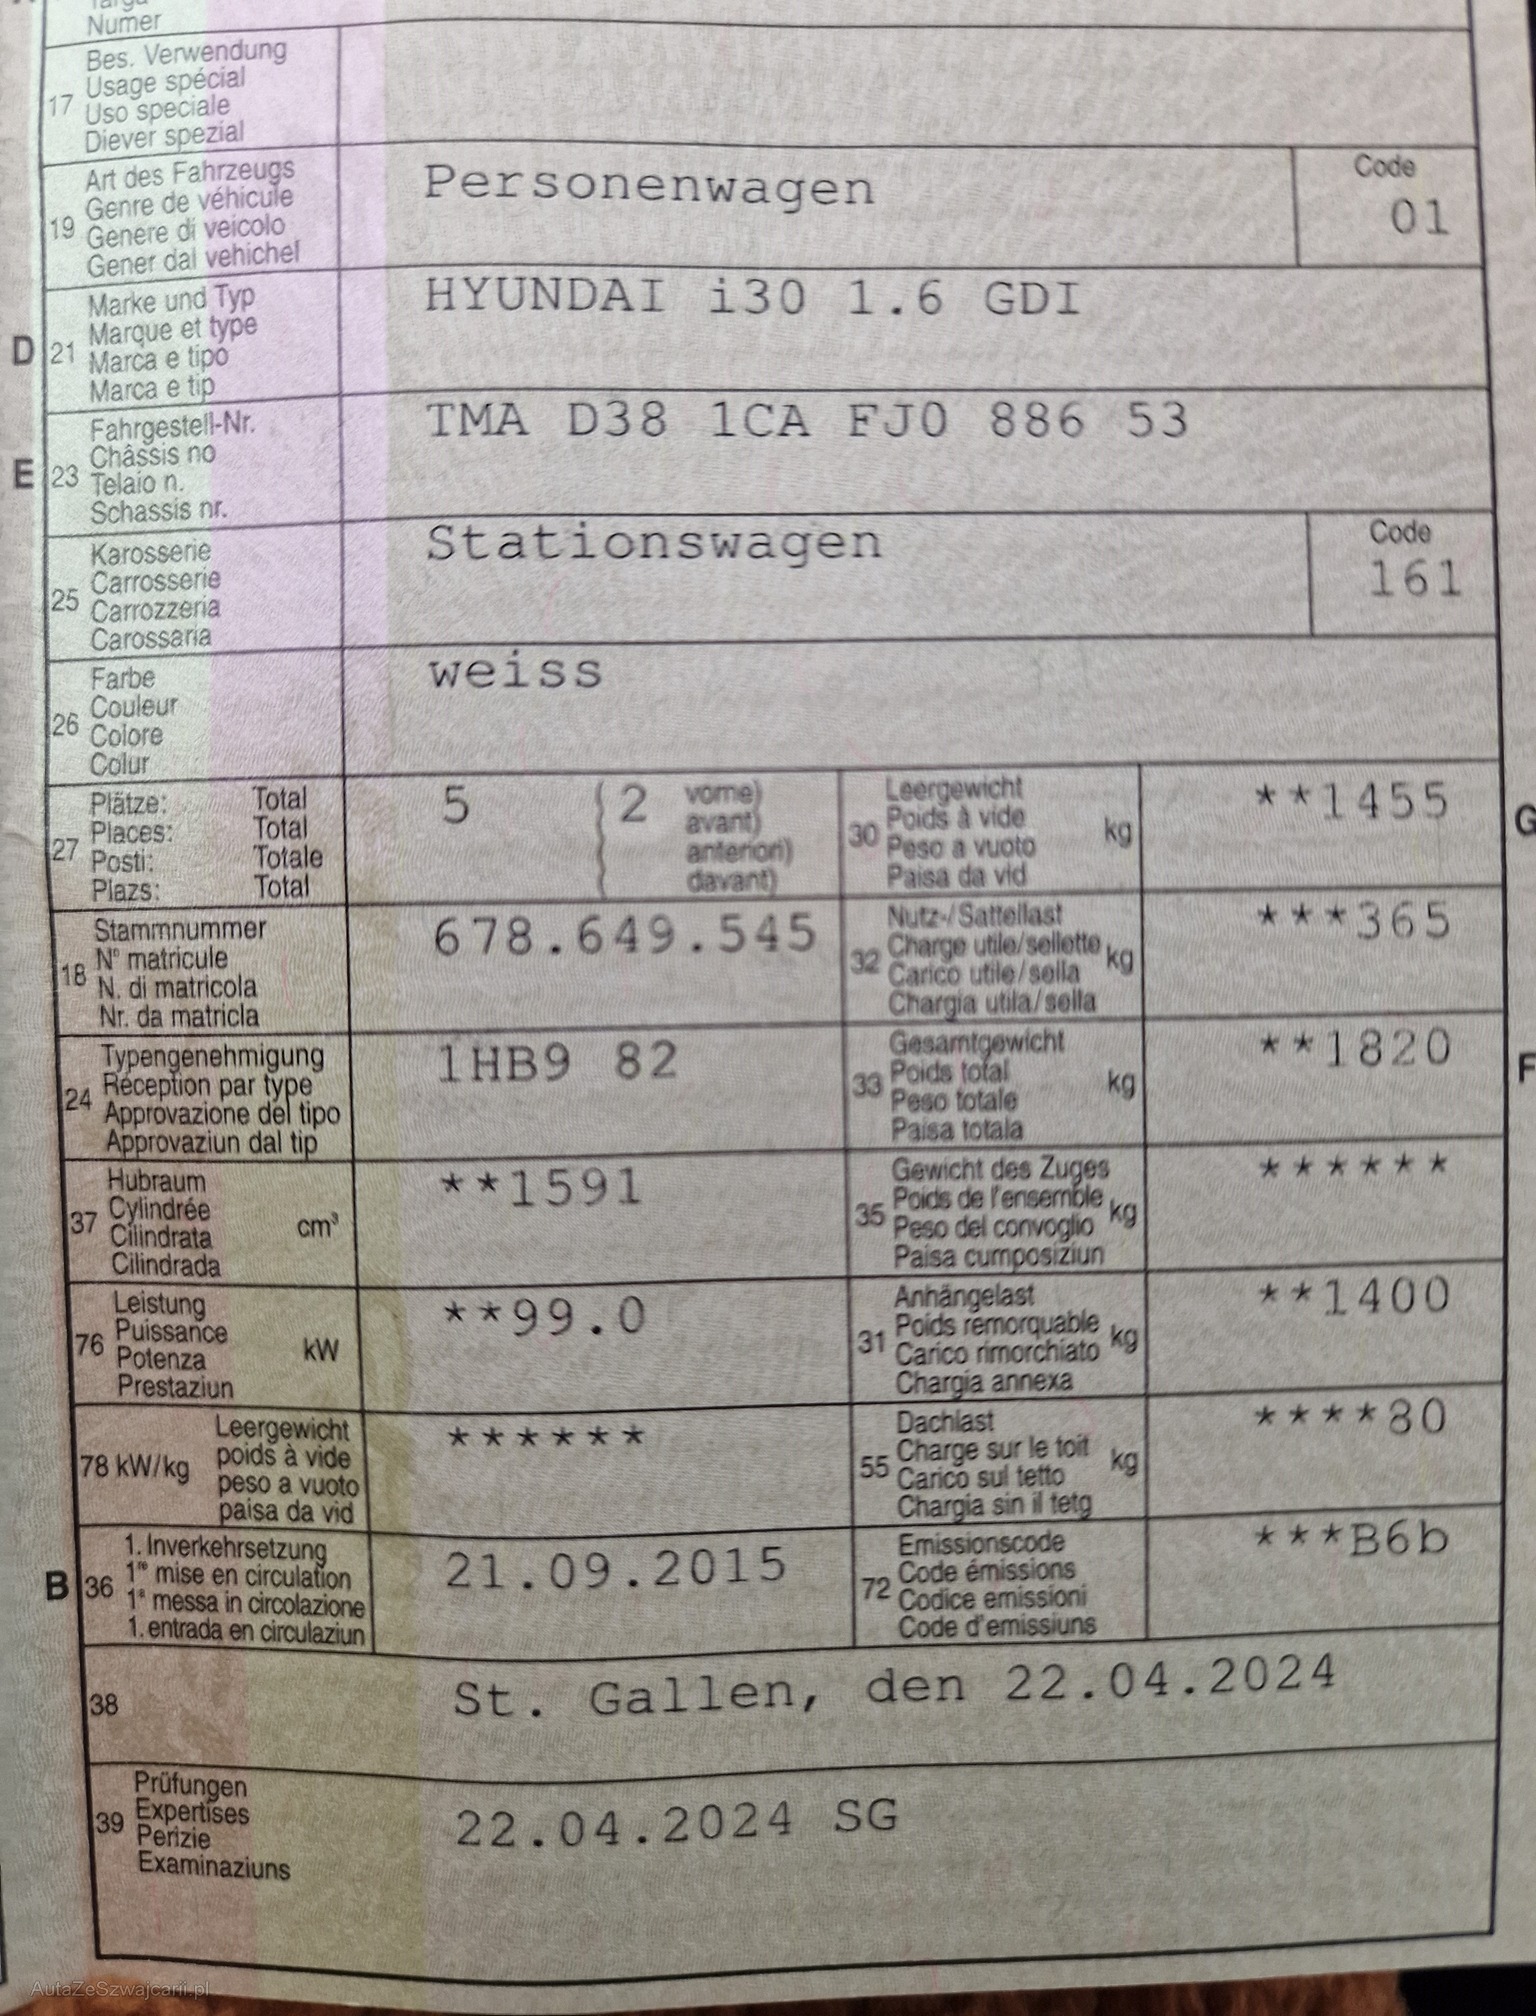 Numer
17 Bes. Verwendung
Usage spécial
Uso speciale
Diever spezial
19 Art des Fahrzeugs
Genre de véhicule
Genere di veicolo
Gener dal vehichel
Personenwagen
Code
01
D 21 Marke und Typ
Marque et type
Marca e tipo
Marca e tip
HYUNDAI i30 1.6 GDI
E 23 Fahrgestell-Nr.
Châssis no
Telaio n.
Schassis nr.
TMA D38 1CA FJ0 886 53
25 Karosserie
Carrosserie
Carrozzeria
Carossaria
Stationswagen
Code
161
26 Farbe
Couleur
Colore
Colur
weiss
27 Plätze: Total
Places: Total
Posti: Totale
Plazs: Total
5 ( 2 vorne)
avant)
anteriori)
davant)
30 Leergewicht
Poids à vide
Peso a vuoto
Paisa da vid
kg
**1455
G
18 Stammnummer
N° matricule
N. di matricola
Nr. da matricla
678.649.545
32 Nutz-/Sattellast
Charge utile/sellette
Carico utile/sella
Chargia utila/sella
kg
***365
24 Typengenehmigung
Réception par type
Approvazione del tipo
Approvaziun dal tip
1HB9 82
33 Gesamtgewicht
Poids total
Peso totale
Paisa totala
kg
**1820
F
37 Hubraum
Cylindrée
Cilindrata
Cilindrada
cm³
**1591
35 Gewicht des Zuges
Poids de l'ensemble
Peso del convoglio
Paisa cumposiziun
kg
******
76 Leistung
Puissance
Potenza
Prestaziun
kW
**99.0
31 Anhängelast
Poids remorquable
Carico rimorchiato
Chargia annexa
kg
**1400
78 kW/kg Leergewicht
poids à vide
peso a vuoto
paisa da vid
******
55 Dachlast
Charge sur le toit
Carico sul tetto
Chargia sin il tetg
kg
****80
B 36 1. Inverkehrsetzung
1re mise en circulation
1a messa in circolazione
1. entrada en circulaziun
21.09.2015
72 Emissionscode
Code émissions
Codice emissioni
Code d'emissiuns
***B6b
38 St. Gallen, den 22.04.2024
39 Prüfungen
Expertises
Perizie
Examinaziuns
22.04.2024 SG
AutaZeSzwajcarii.pl